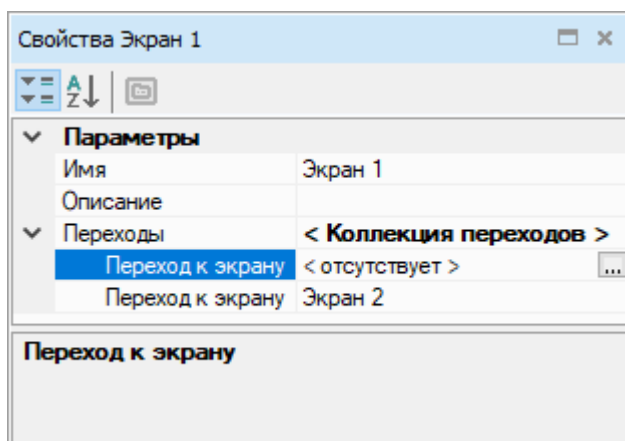 Свойства Экран 1
A
Z
Параметры
Имя Экран 1
Описание
Переходы < Коллекция переходов >
Переход к экрану < отсутствует > ...
Переход к экрану Экран 2
Переход к экрану